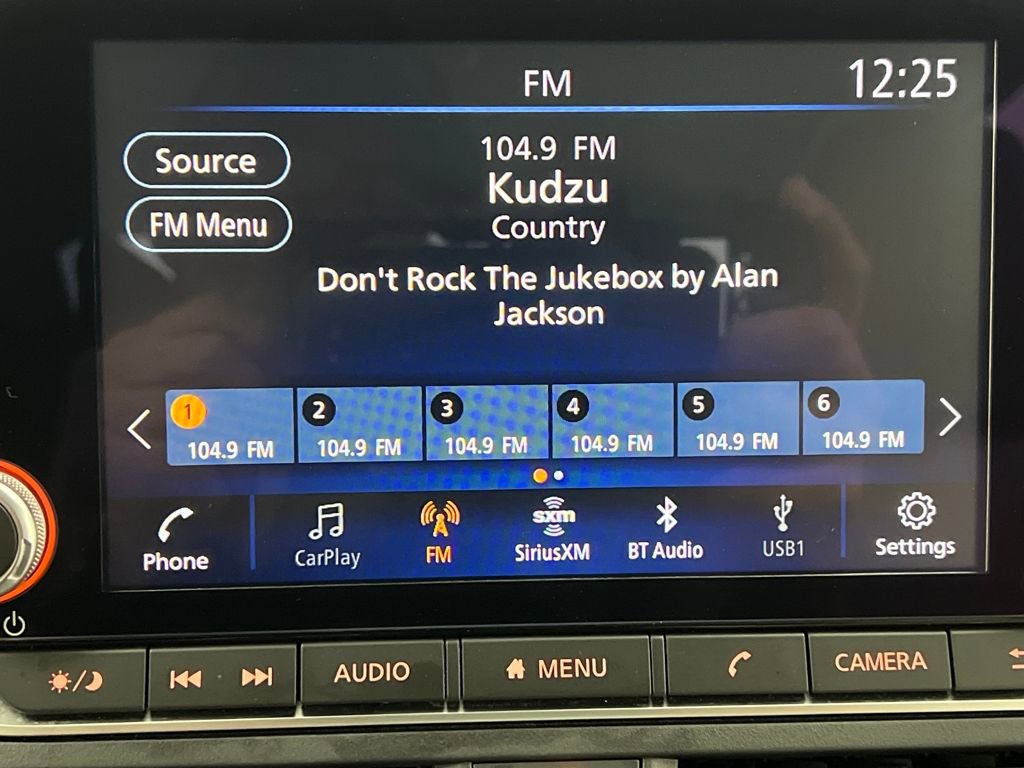 FM
12:25
Source
104.9 FM
Kudzu
FM Menu
Country
Don't Rock The Jukebox by Alan
Jackson
1
2
3
4
5
6
104.9 FM
104.9 FM
104.9 FM
104.9 FM
104.9 FM
104.9 FM
Phone
CarPlay
FM
sxm
SiriusXM
BT Audio
USB1
Settings
AUDIO
MENU
CAMERA